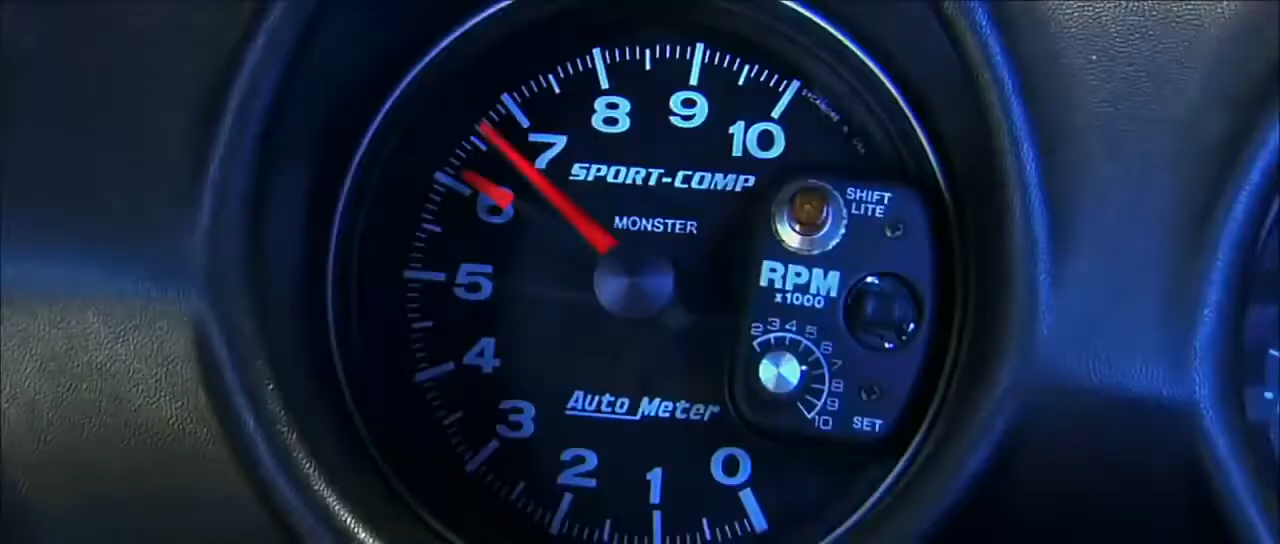 8 9 10
7
SPORT-COMP
6
MONSTER
SHIFT
LITE
5
RPM
x1000
2 3 4 5 6 7 8 9 10
4
SET
3
Auto Meter
2 1 0